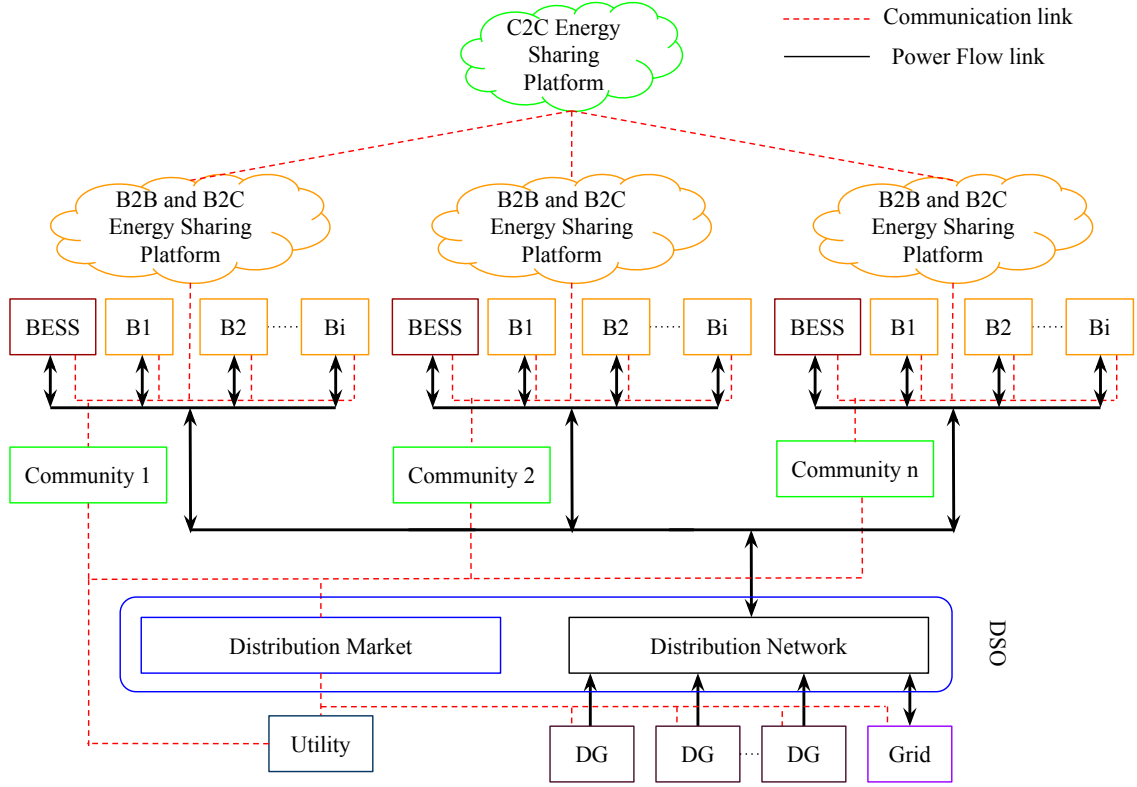 C2C Energy
Sharing
Platform
Communication link
Power Flow link
B2B and B2C
Energy Sharing
Platform
B2B and B2C
Energy Sharing
Platform
B2B and B2C
Energy Sharing
Platform
BESS
B1
B2
Bi
BESS
B1
B2
Bi
BESS
B1
B2
Bi
Community 1
Community 2
Community n
Distribution Market
Distribution Network
DSO
Utility
DG
DG
DG
Grid